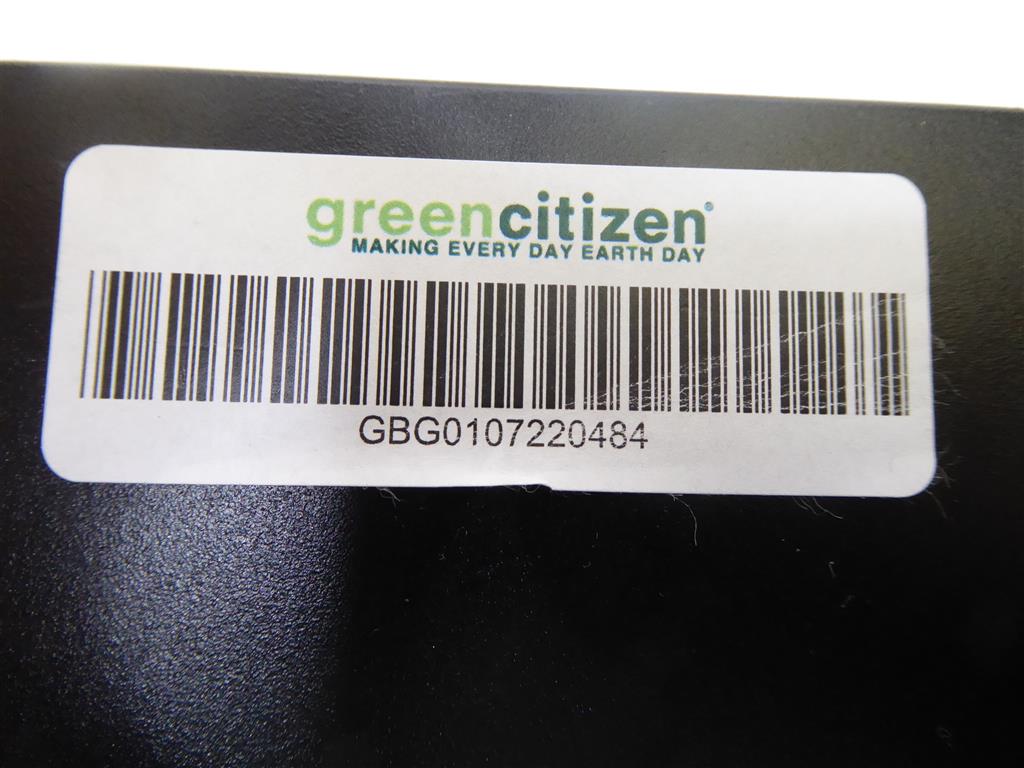 greencitizen®
MAKING EVERY DAY EARTH DAY
GBG0107220484